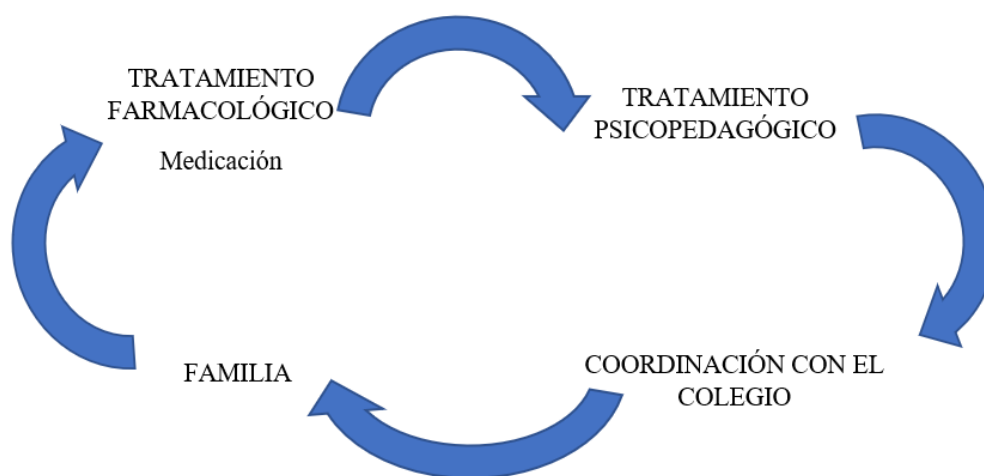 TRATAMIENTO
FARMACOLÓGICO
Medicación
TRATAMIENTO
PSICOPEDAGÓGICO
COORDINACIÓN CON EL
COLEGIO
FAMILIA